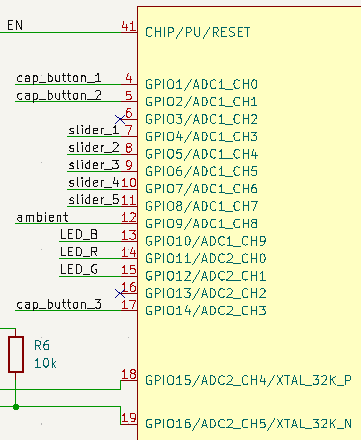 EN 41 CHIP/PU/RESET
cap_button_1 4 GPIO1/ADC1_CH0
cap_button_2 5 GPIO2/ADC1_CH1
6 GPIO3/ADC1_CH2
slider_1 7 GPIO4/ADC1_CH3
slider_2 8 GPIO5/ADC1_CH4
slider_3 9 GPIO6/ADC1_CH5
slider_4 10 GPIO7/ADC1_CH6
slider_5 11 GPIO8/ADC1_CH7
ambient 12 GPIO9/ADC1_CH8
LED_B 13 GPIO10/ADC1_CH9
LED_R 14 GPIO11/ADC2_CH0
LED_G 15 GPIO12/ADC2_CH1
16 GPIO13/ADC2_CH2
cap_button_3 17 GPIO14/ADC2_CH3
R6
10k
18 GPIO15/ADC2_CH4/XTAL_32K_P
19 GPIO16/ADC2_CH5/XTAL_32K_N